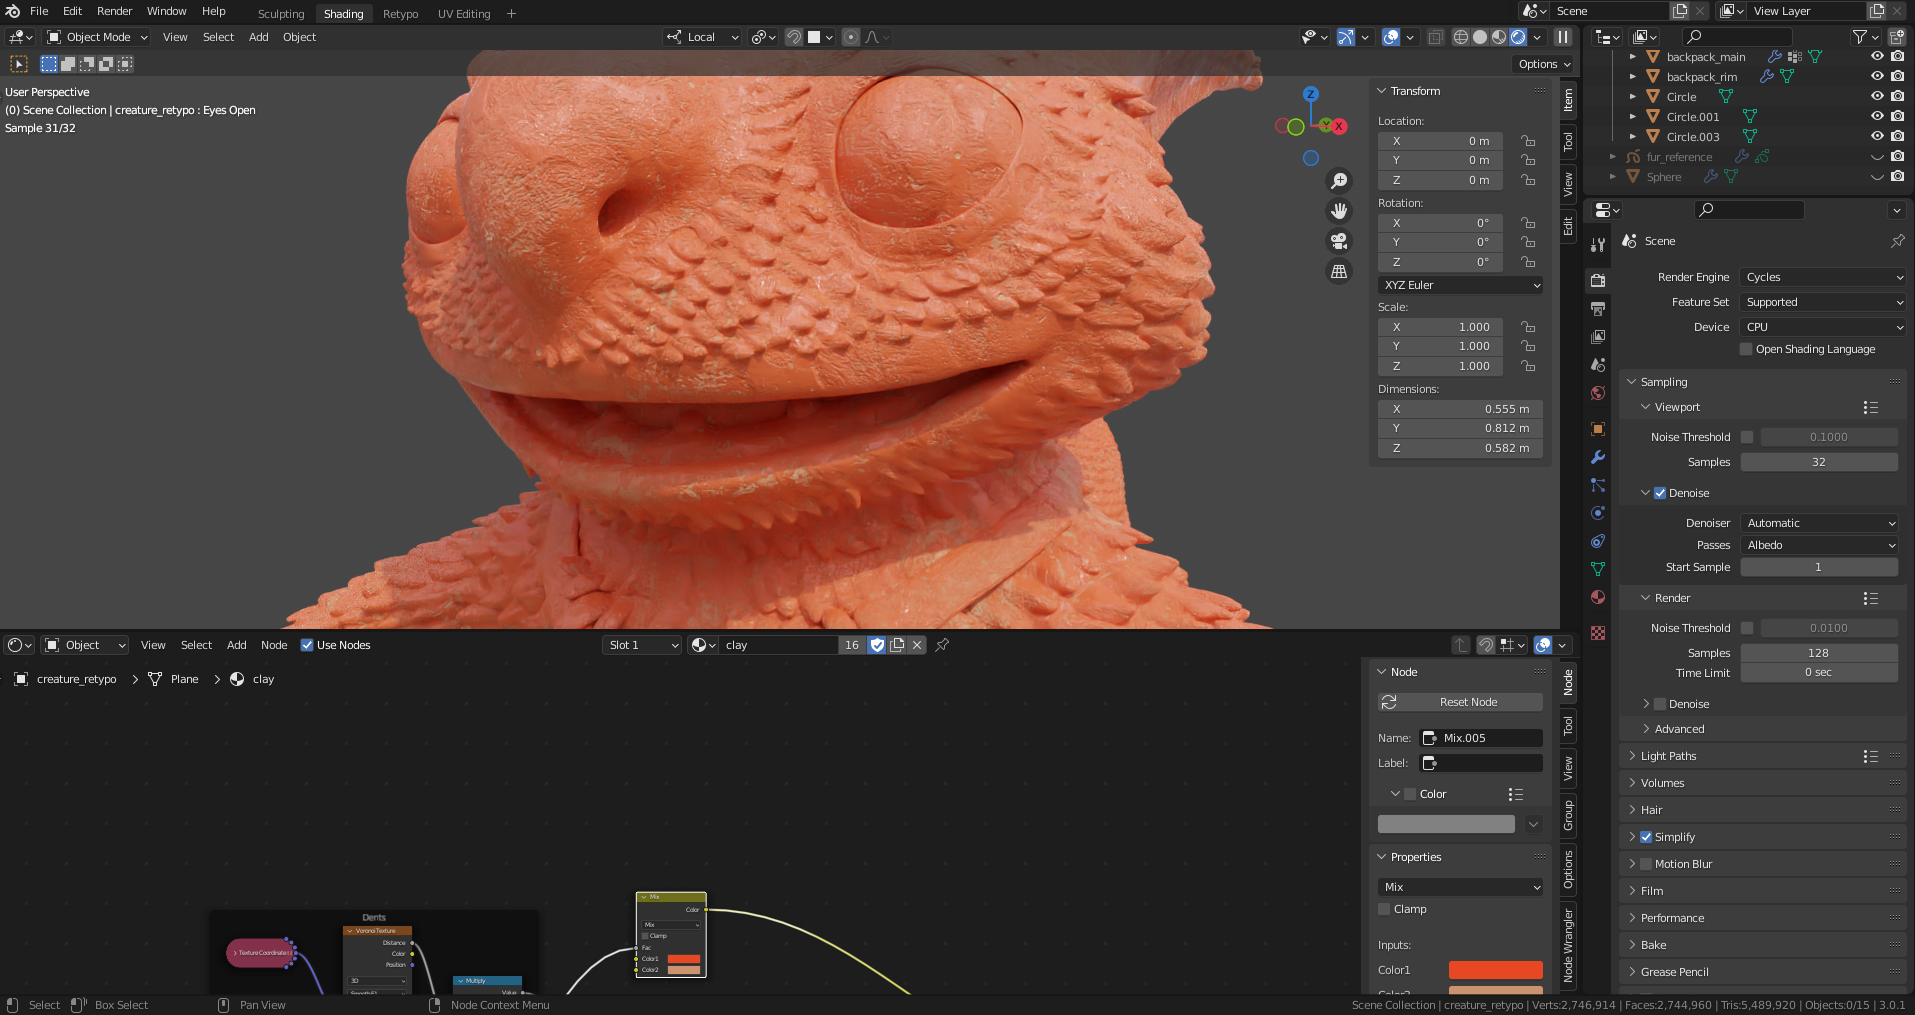 File Edit Render Window Help Sculpting Shading Retypo UV Editing Scene View Layer
Object Mode View Select Add Object Local
Options
User Perspective
(0) Scene Collection | creature_retypo : Eyes Open
Sample 31/32
Z
Y
X
Transform
Location:
X 0 m
Y 0 m
Z 0 m
Rotation:
X 0°
Y 0°
Z 0°
XYZ Euler
Scale:
X 1.000
Y 1.000
Z 1.000
Dimensions:
X 0.555 m
Y 0.812 m
Z 0.582 m
Item
Tool
View
Edit
backpack_main
backpack_rim
Circle
Circle.001
Circle.003
fur_reference
Sphere
Scene
Render Engine Cycles
Feature Set Supported
Device CPU
Open Shading Language
Sampling
Viewport
Noise Threshold 0.1000
Samples 32
Denoise
Denoiser Automatic
Passes Albedo
Start Sample 1
Render
Noise Threshold 0.0100
Samples 128
Time Limit 0 sec
Denoise
Advanced
Light Paths
Volumes
Hair
Simplify
Motion Blur
Film
Performance
Bake
Grease Pencil
Object View Select Add Node Use Nodes Slot 1 clay 16
creature_retypo > Plane > clay
Node
Reset Node
Name: Mix.005
Label:
Color
Properties
Mix
Clamp
Inputs:
Color1
Color2
Node
Tool
View
Group
Options
Node Wrangler
Dents
Texture Coordinate
Voronoi Texture
Distance
Color
Position
3D
Smooth F1
Multiply
Value
Mix
Color
Mix
Clamp
Fac
Color1
Color2
Select Box Select Pan View Node Context Menu
Scene Collection | creature_retypo | Verts:2,746,914 | Faces:2,744,960 | Tris:5,489,920 | Objects:0/15 | 3.0.1